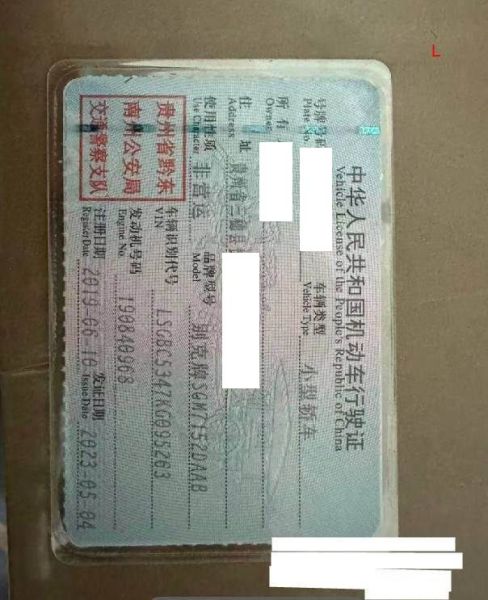 中华人民共和国机动车行驶证
Vehicle License of the People's Republic of China
号牌号码
Plate No.
车辆类型 小型轿车
Vehicle Type
所有
Owner
住址 贵州省三穗县
Address
使用性质 非营运
Use Character
品牌型号 别克牌SGM7152DAAB
Model
贵州省黔东
南州公安局
交通警察支队
车辆识别代号
VIN
发动机号码 190840968
Engine No.
注册日期 2019-06-10
Register Date
发证日期 2023-05-04
Issue Date
L